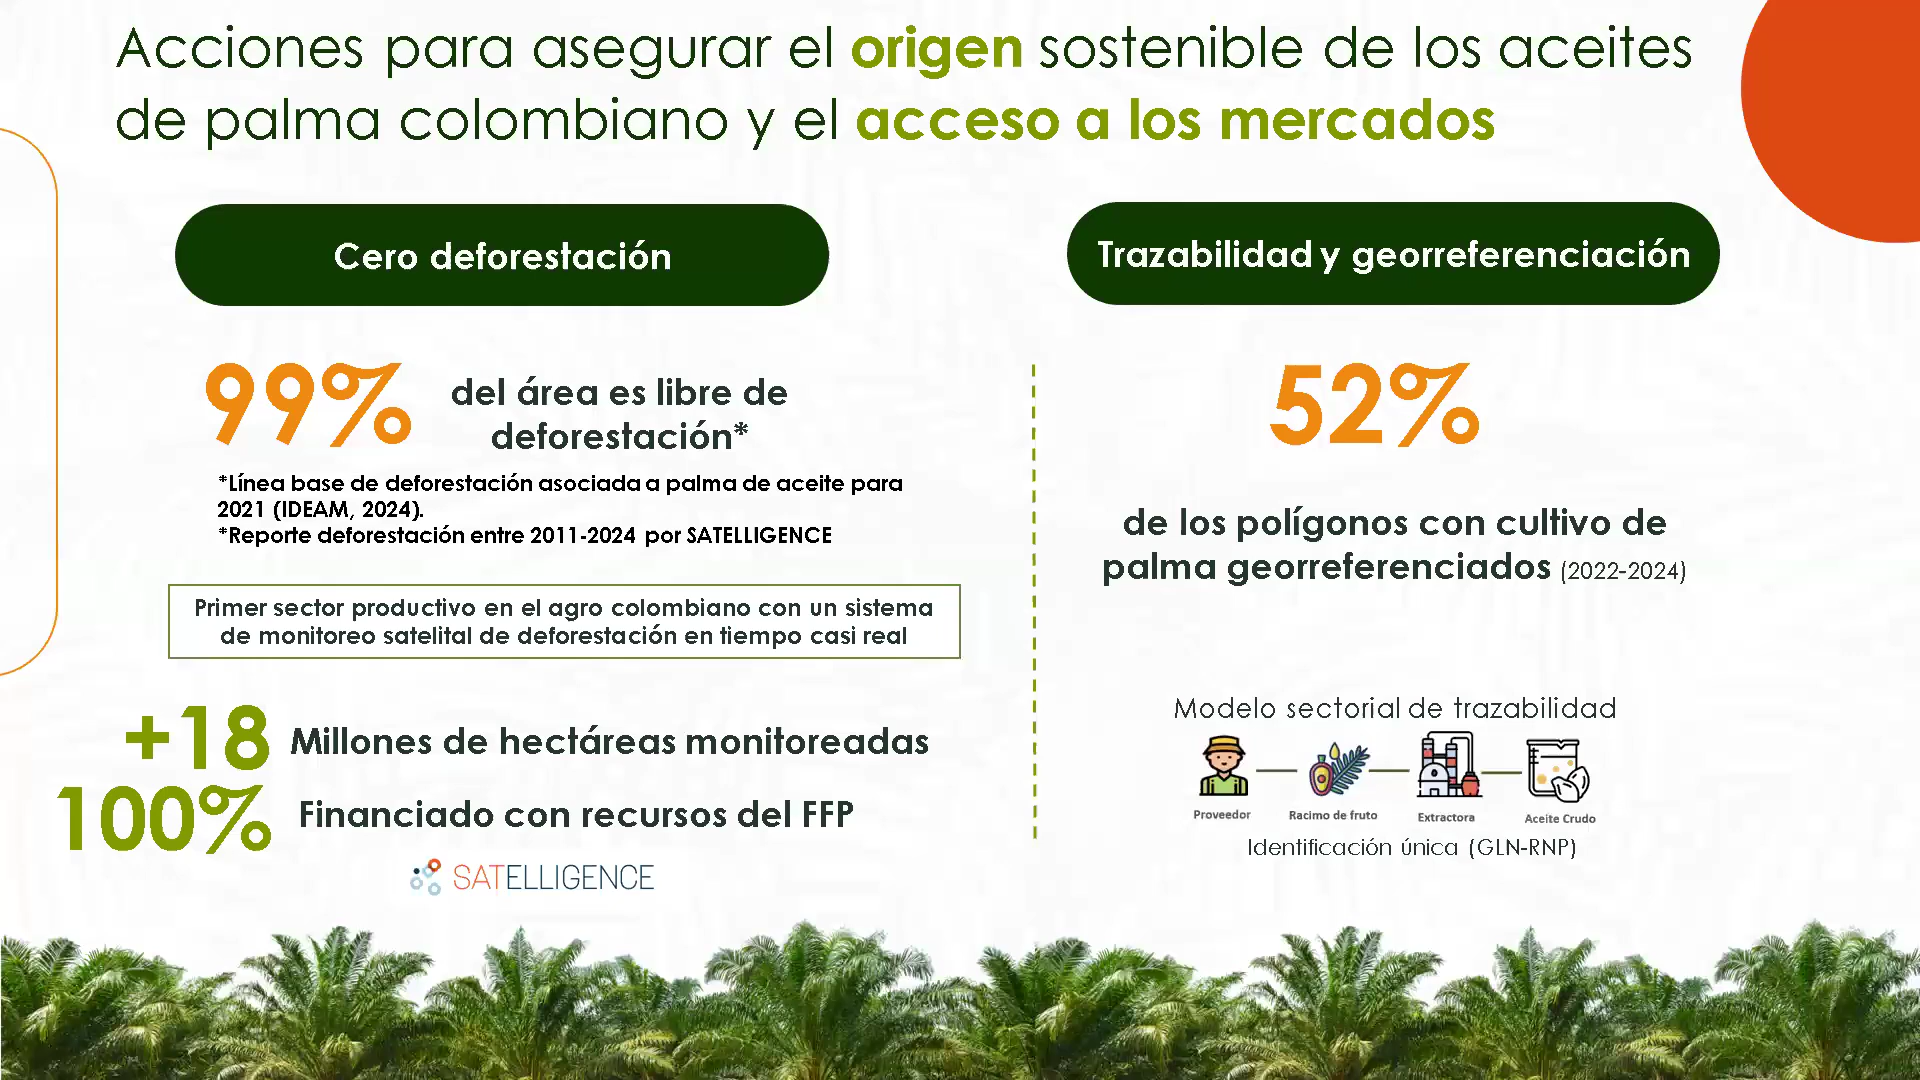 Acciones para asegurar el origen sostenible de los aceites
de palma colombiano y el acceso a los mercados
Cero deforestación
99%
del área es libre de
deforestación*
*Línea base de deforestación asociada a palma de aceite para
2021 (IDEAM, 2024).
*Reporte deforestación entre 2011-2024 por SATELLIGENCE
Primer sector productivo en el agro colombiano con un sistema
de monitoreo satelital de deforestación en tiempo casi real
+18 Millones de hectáreas monitoreadas
100% Financiado con recursos del FFP
SATELLIGENCE
Trazabilidad y georreferenciación
52%
de los polígonos con cultivo de
palma georreferenciados (2022-2024)
Modelo sectorial de trazabilidad
Proveedor Racimo de fruto Extractora Aceite Crudo
Identificación única (GLN-RNP)